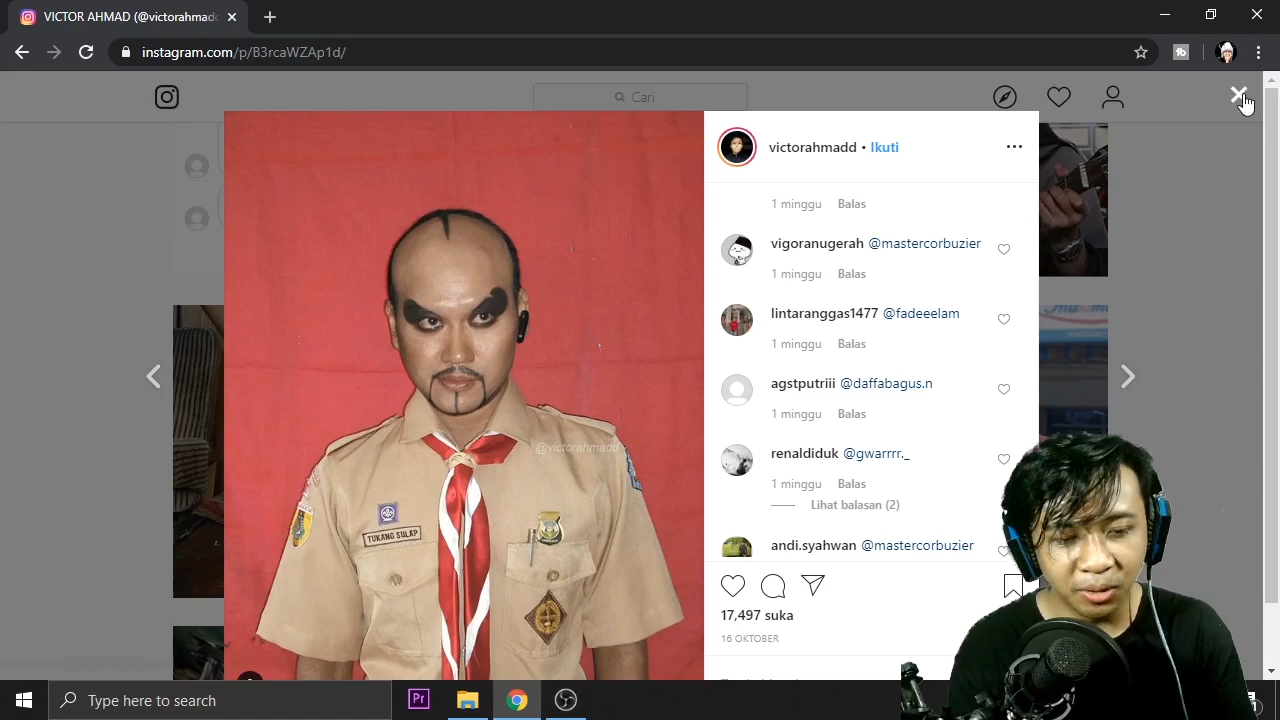 VICTOR AHMAD (@victorahmadd
instagram.com/p/B3rcaWZAp1d/
Cari
victorahmadd • Ikuti
1 minggu Balas
vigoranugerah @mastercorbuzier
1 minggu Balas
lintaranggas1477 @fadeeelam
1 minggu Balas
agstputriii @daffabagus.n
1 minggu Balas
renaldiduk @gwarrrr._
1 minggu Balas
Lihat balasan (2)
andi.syahwan @mastercorbuzier
17,497 suka
16 OKTOBER
@victorahmadd
TUKANG SULAP
Type here to search
Pr